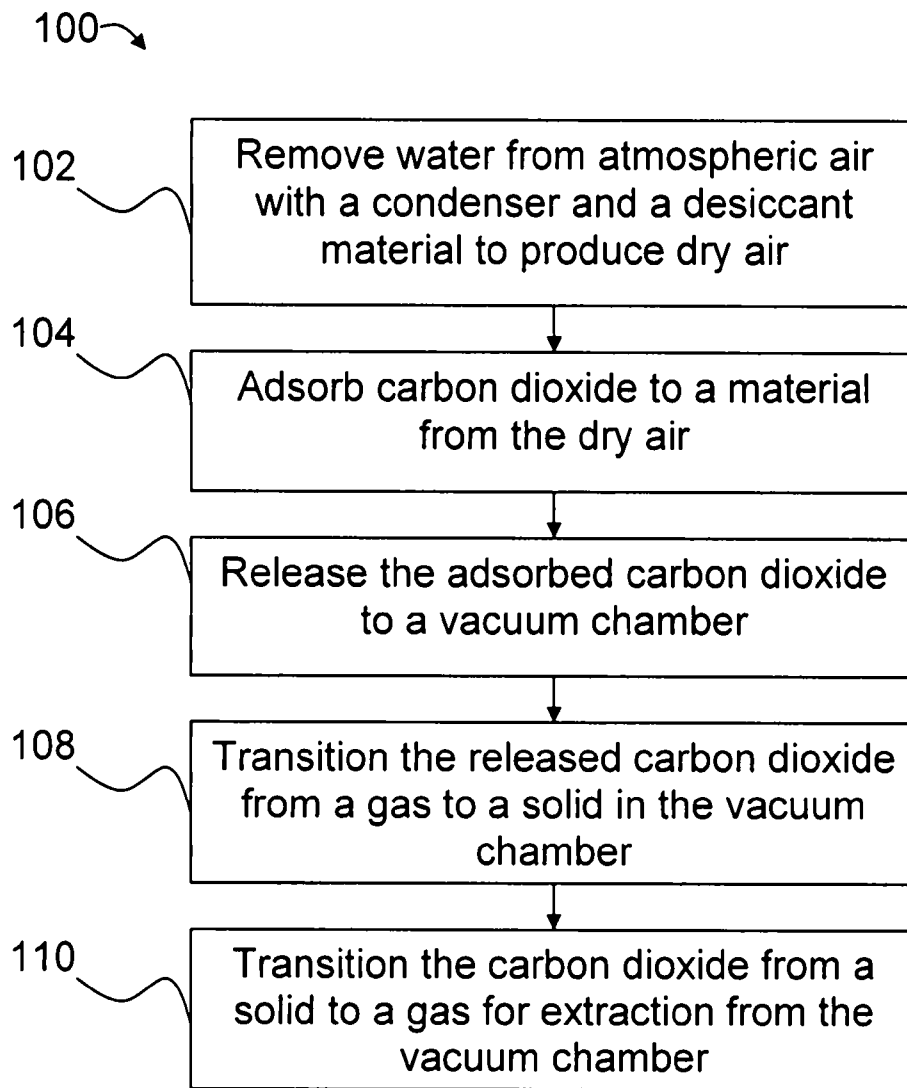 100
102
Remove water from atmospheric air
with a condenser and a desiccant
material to produce dry air
104
Adsorb carbon dioxide to a material
from the dry air
106
Release the adsorbed carbon dioxide
to a vacuum chamber
108
Transition the released carbon dioxide
from a gas to a solid in the vacuum
chamber
110
Transition the carbon dioxide from a
solid to a gas for extraction from the
vacuum chamber